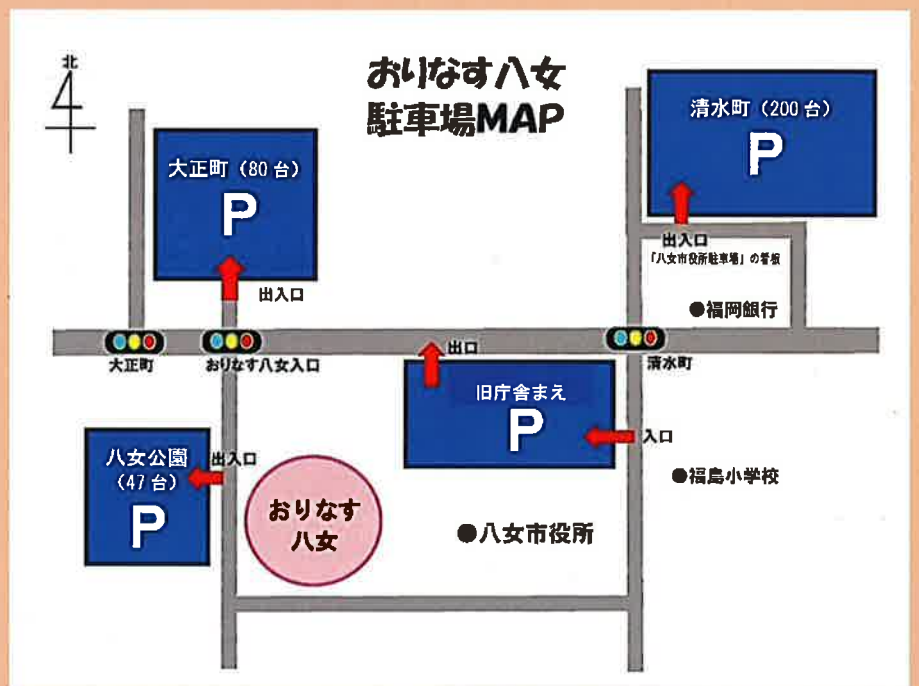 北
おりなす八女
駐車場MAP
清水町（200台）
P
大正町（80台）
P
出入口
出入口
「八女市役所駐車場」の看板
●福岡銀行
大正町
おりなす八女入口
出口
清水町
旧庁舎まえ
P
入口
八女公園
（47台）
P
出入口
おりなす
八女
●八女市役所
●福島小学校